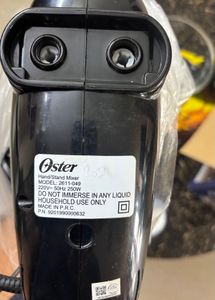 Oster
Hand/Stand Mixer
MODEL: 2611-049
220V~ 50Hz 250W
DO NOT IMMERSE IN ANY LIQUID
HOUSEHOLD USE ONLY
MADE IN P.R.C.
P.N. 9201990000632